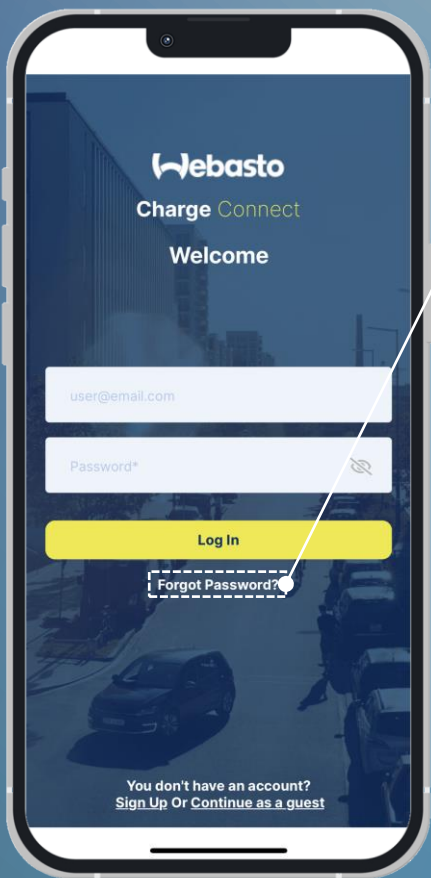 Webasto
Charge Connect
Welcome
user@email.com
Password*
Log In
Forgot Password?
You don't have an account?
Sign Up Or Continue as a guest